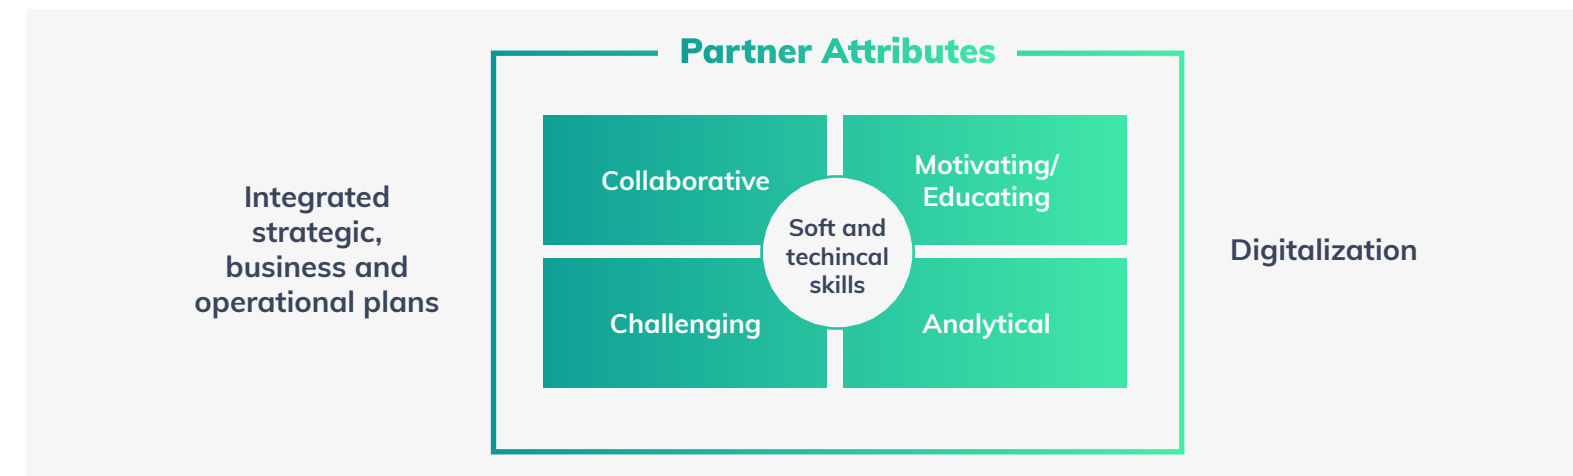 Partner Attributes
Integrated
strategic,
business and
operational plans
Collaborative
Motivating/
Educating
Soft and
techincal
skills
Challenging
Analytical
Digitalization